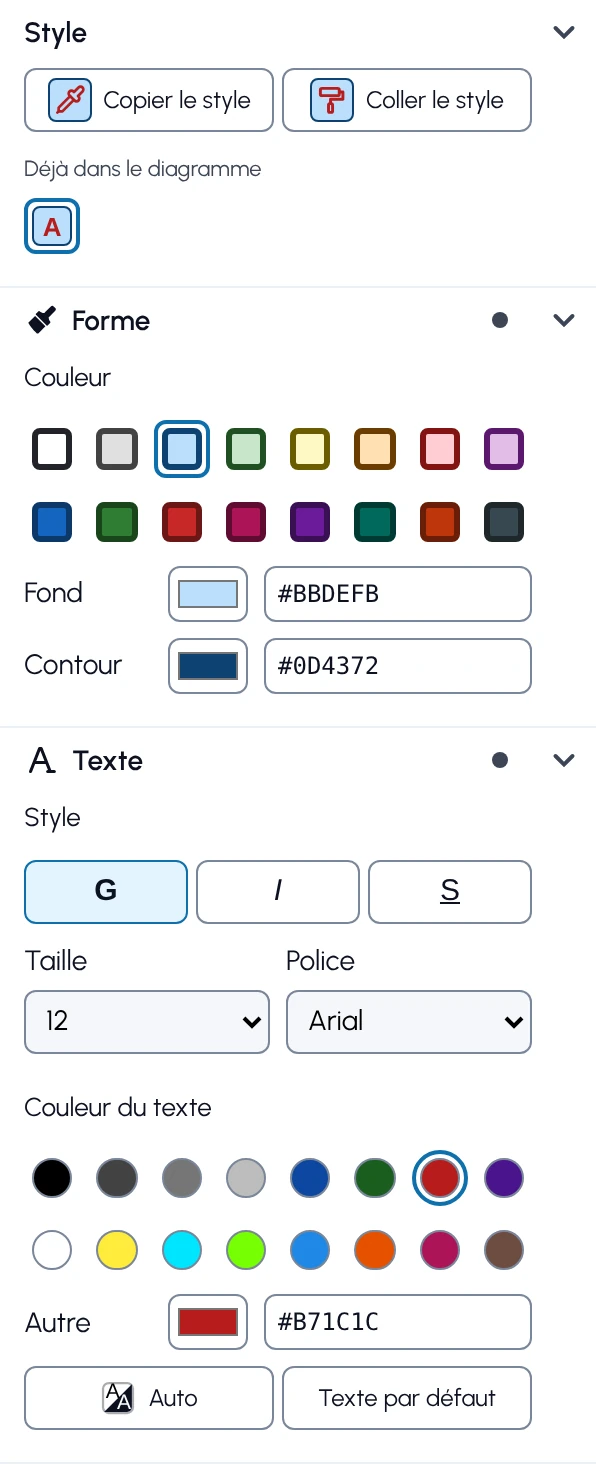 Style
Copier le style
Coller le style
Déjà dans le diagramme
A
Forme
Couleur
Fond
#BBDEFB
Contour
#0D4372
A Texte
Style
G
I
S
Taille
Police
12
Arial
Couleur du texte
Autre
#B71C1C
AA Auto
Texte par défaut